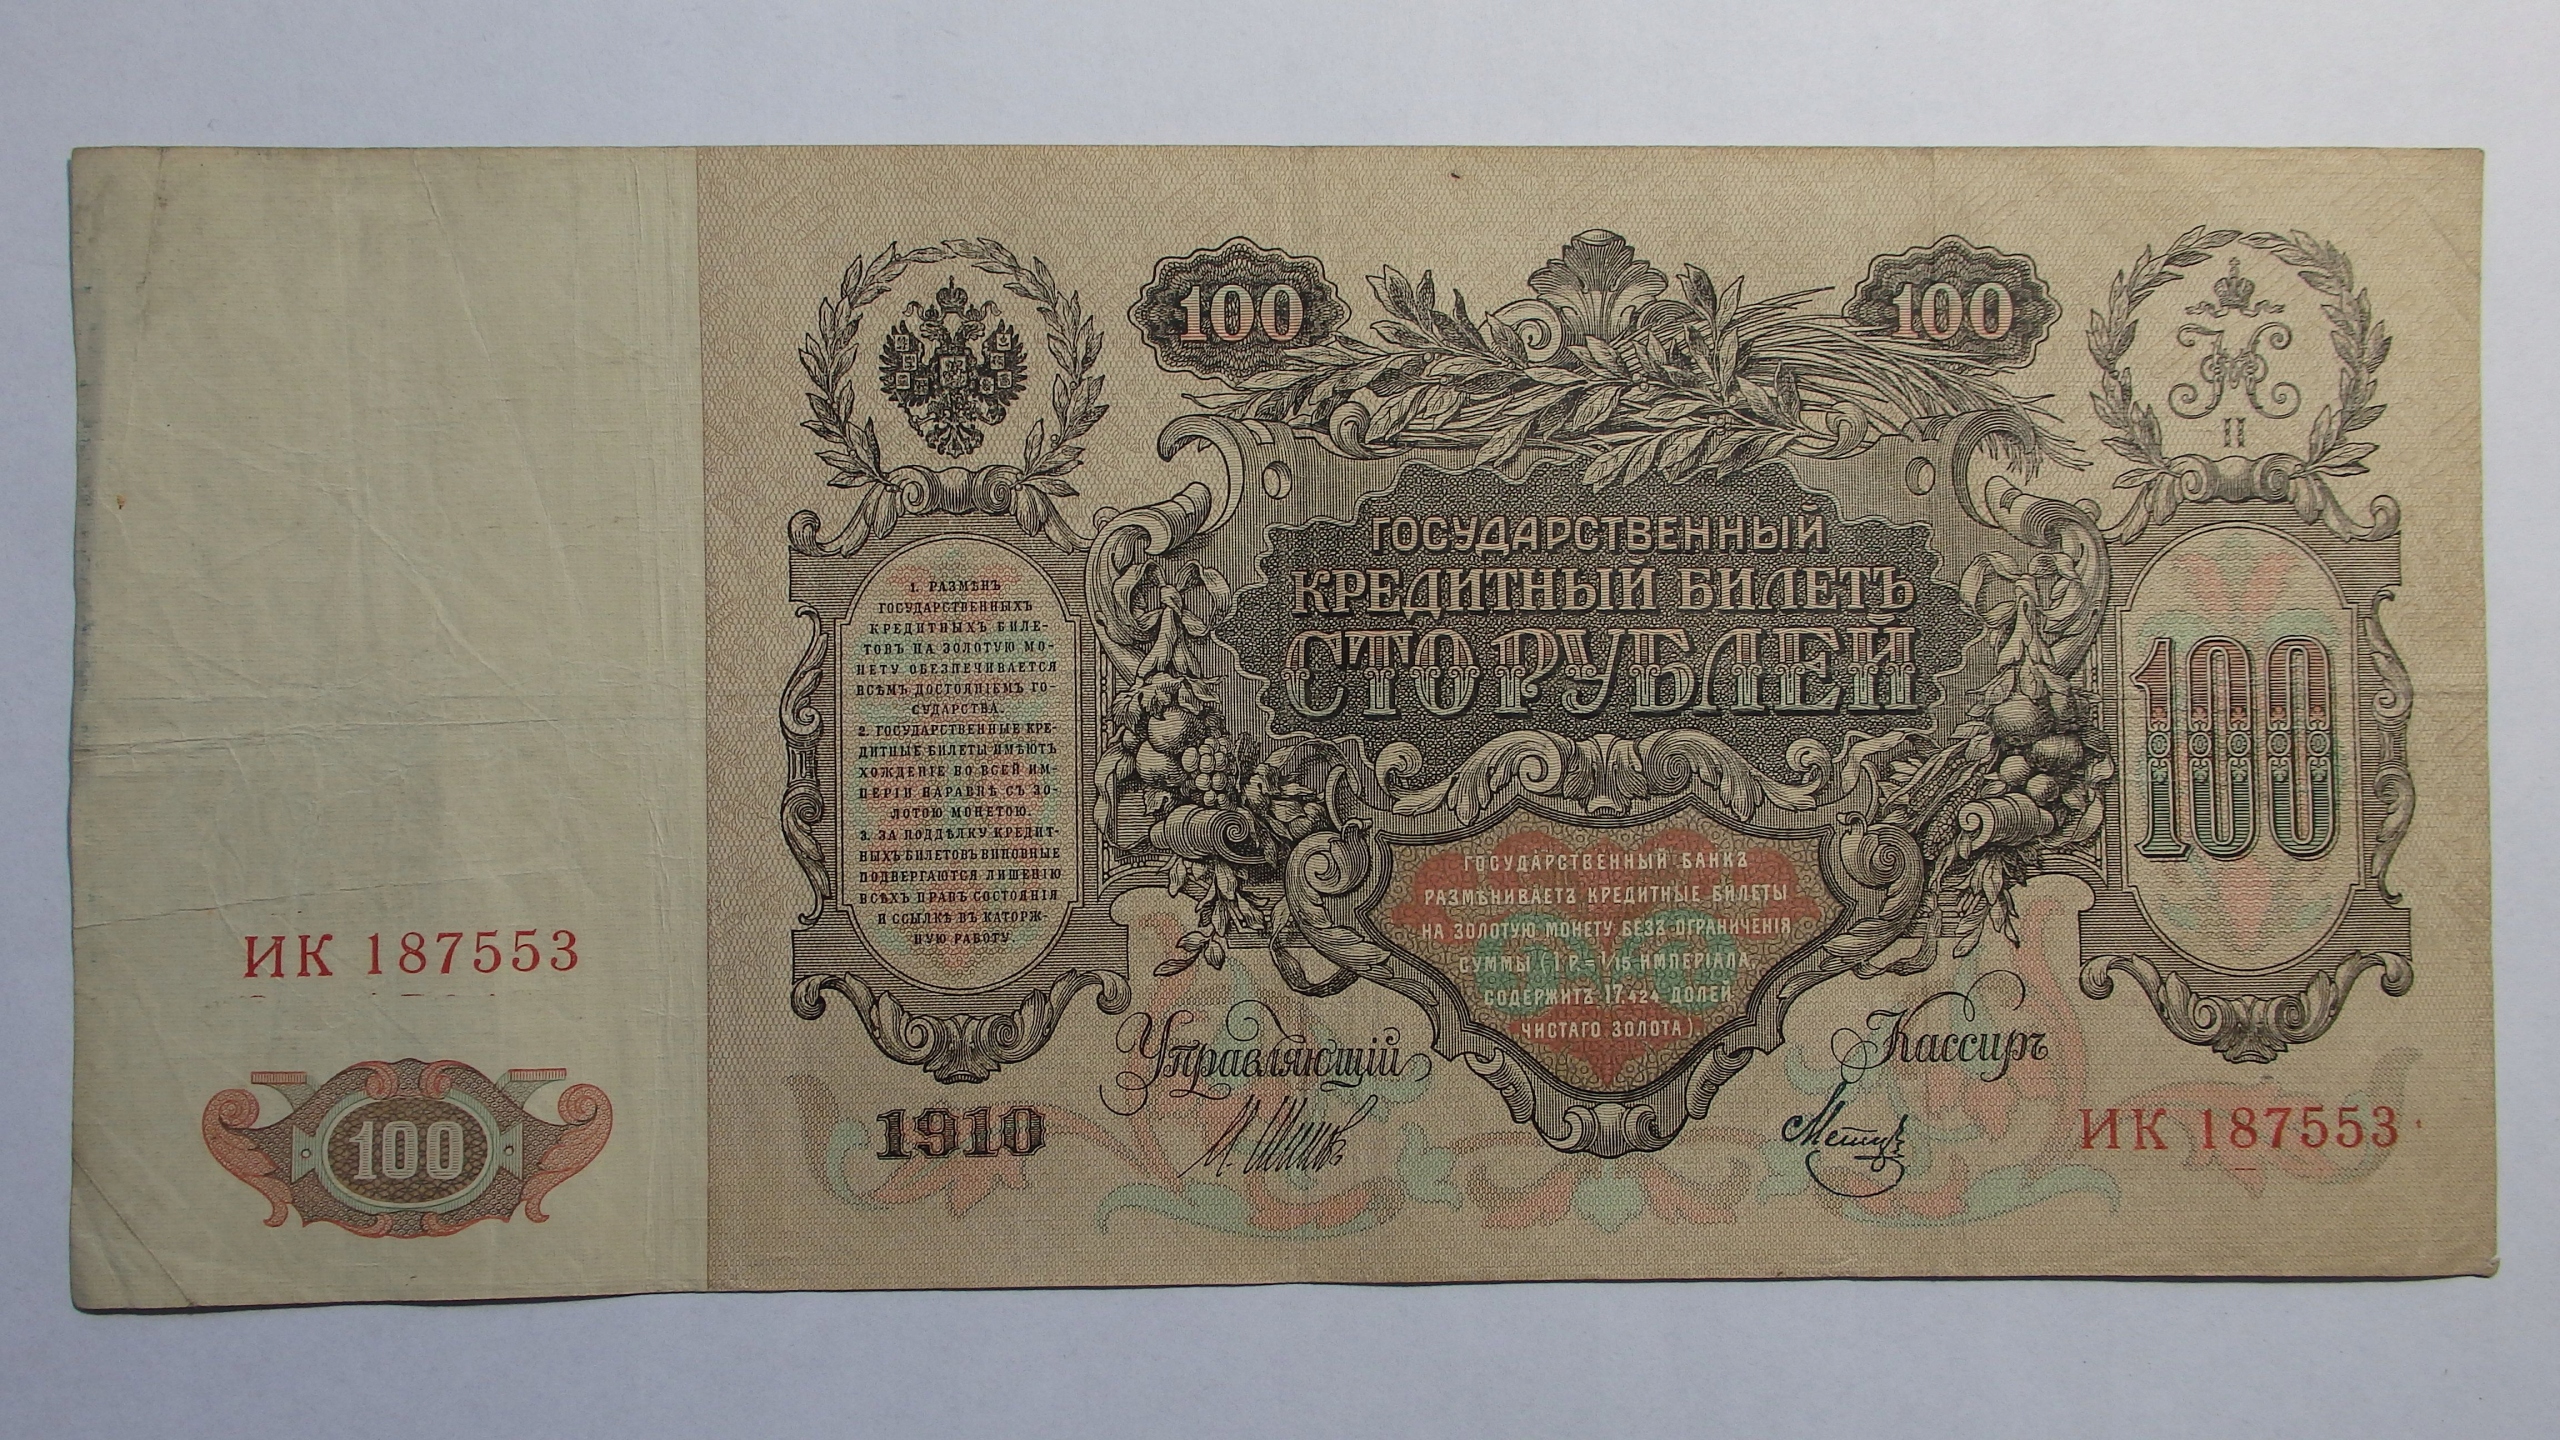 100
100
II
ГОСУДАРСТВЕННЫЙ
КРЕДИТНЫЙ БИЛЕТЪ
СТО РУБЛЕЙ
1. РАЗМѢНЪ
ГОСУДАРСТВЕННЫХЪ
КРЕДИТНЫХЪ БИЛЕ-
ТОВЪ НА ЗОЛОТУЮ МО-
НЕТУ ОБЕЗПЕЧИВАЕТСЯ
ВСѢМЪ ДОСТОЯНІЕМЪ ГО-
СУДАРСТВА.
2. ГОСУДАРСТВЕННЫЕ КРЕ-
ДИТНЫЕ БИЛЕТЫ ИМѢЮТЪ
ХОЖДЕНІЕ ВО ВСЕЙ ИМ-
ПЕРІИ НАРАВНѢ СЪ ЗО-
ЛОТОЮ МОНЕТОЮ.
3. ЗА ПОДДѢЛКУ КРЕДИТ-
НЫХЪ БИЛЕТОВЪ ВИНОВНЫЕ
ПОДВЕРГАЮТСЯ ЛИШЕНІЮ
ВСѢХЪ ПРАВЪ СОСТОЯНІЯ
И ССЫЛКѢ ВЪ КАТОРЖ-
НУЮ РАБОТУ.
100
ГОСУДАРСТВЕННЫЙ БАНКЪ
РАЗМѢНИВАЕТЪ КРЕДИТНЫЕ БИЛЕТЫ
НА ЗОЛОТУЮ МОНЕТУ БЕЗЪ ОГРАНИЧЕНІЯ
СУММЫ (1 Р.= 1/15 ИМПЕРІАЛА,
СОДЕРЖИТЪ 17.424 ДОЛЕЙ
ЧИСТАГО ЗОЛОТА).
ИК 187553
Управляющій
Кассиръ
100
1910
И. Шиповъ
ИК 187553